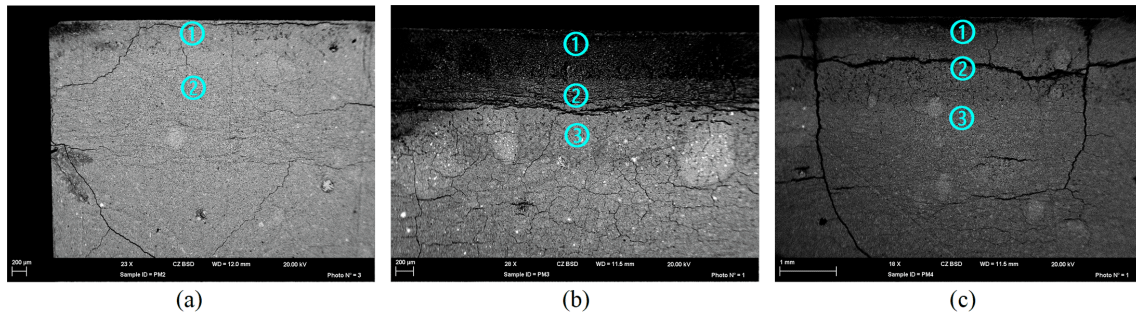 1
2
200 µm
23 X
CZ BSD
WD = 12.0 mm
20.00 kV
Sample ID = PM2
Photo N° = 3
(a)
1
2
3
200 µm
28 X
CZ BSD
WD = 11.5 mm
20.00 kV
Sample ID = PM3
Photo N° = 1
(b)
1
2
3
1 mm
18 X
CZ BSD
WD = 11.5 mm
20.00 kV
Sample ID = PM4
Photo N° = 1
(c)